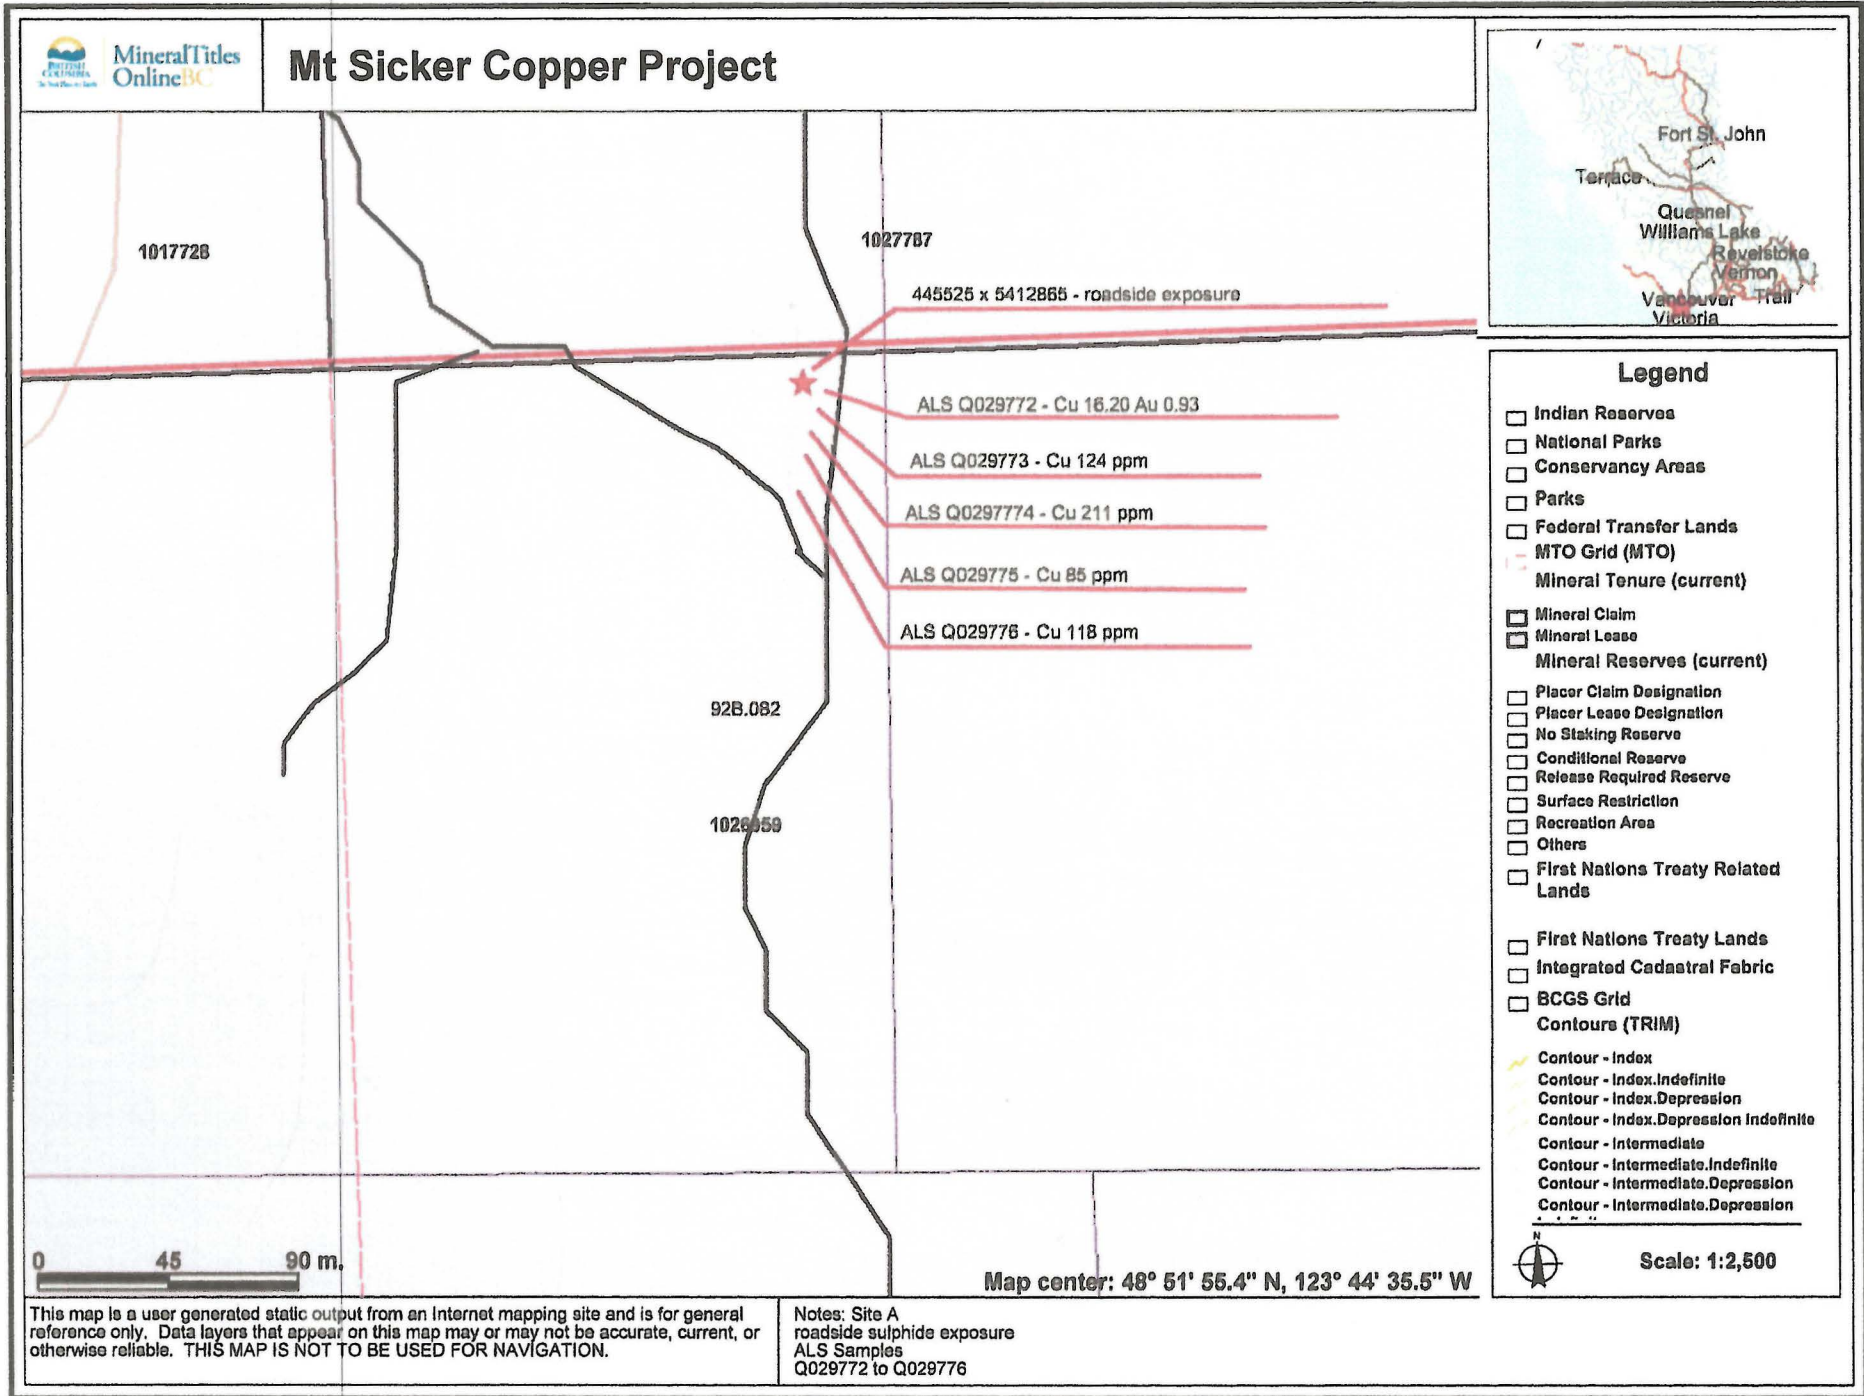 BRITISH
COLUMBIA
MineralTitles
OnlineBC
Mt Sicker Copper Project
1017728
1027787
445525 x 5412865 - roadside exposure
ALS Q029772 - Cu 16.20 Au 0.93
ALS Q029773 - Cu 124 ppm
ALS Q0297774 - Cu 211 ppm
ALS Q029775 - Cu 85 ppm
ALS Q029776 - Cu 118 ppm
92B.082
1026959
0 45 90 m.
Map center: 48° 51' 55.4" N, 123° 44' 35.5" W
Fort St. John
Terrace
Quesnel
Williams Lake
Revelstoke
Vernon
Vancouver Trail
Victoria
Legend
Indian Reserves
National Parks
Conservancy Areas
Parks
Federal Transfer Lands
MTO Grid (MTO)
Mineral Tenure (current)
Mineral Claim
Mineral Lease
Mineral Reserves (current)
Placer Claim Designation
Placer Lease Designation
No Staking Reserve
Conditional Reserve
Release Required Reserve
Surface Restriction
Recreation Area
Others
First Nations Treaty Related
Lands
First Nations Treaty Lands
Integrated Cadastral Fabric
BCGS Grid
Contours (TRIM)
Contour - Index
Contour - Index.Indefinite
Contour - Index.Depression
Contour - Index.Depression Indefinite
Contour - Intermediate
Contour - Intermediate.Indefinite
Contour - Intermediate.Depression
Contour - Intermediate.Depression
N
Scale: 1:2,500
This map is a user generated static output from an Internet mapping site and is for general
reference only. Data layers that appear on this map may or may not be accurate, current, or
otherwise reliable. THIS MAP IS NOT TO BE USED FOR NAVIGATION.
Notes: Site A
roadside sulphide exposure
ALS Samples
Q029772 to Q029776